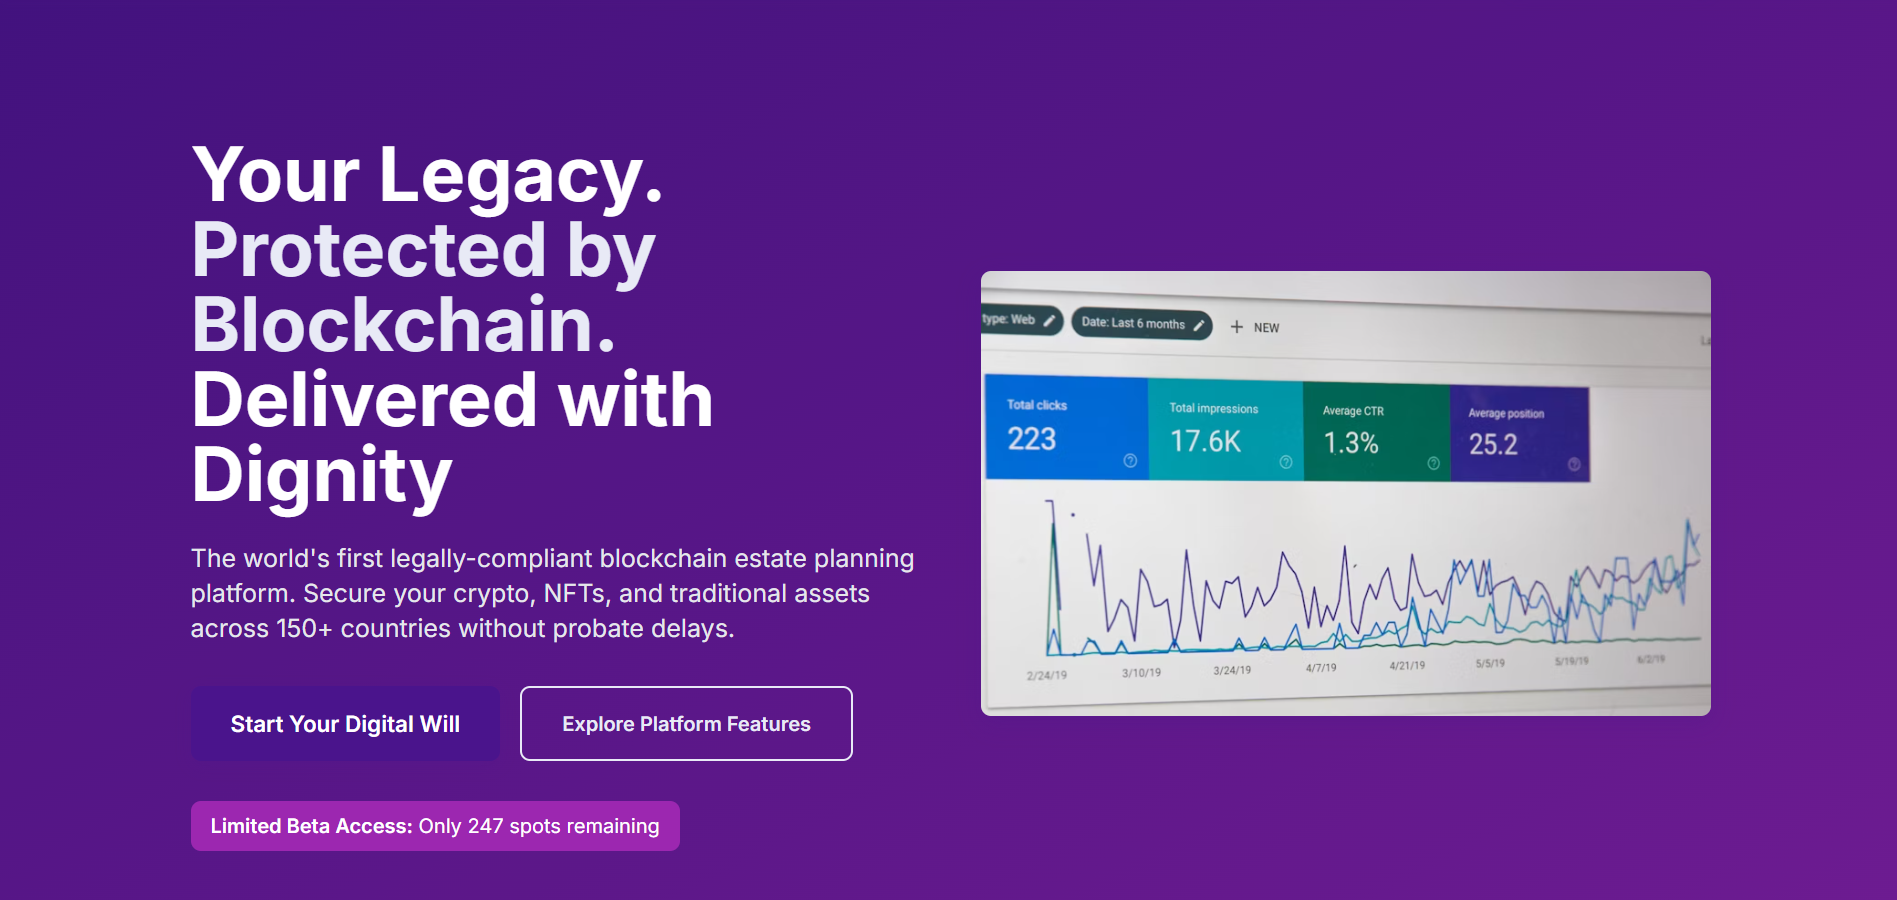 Your Legacy.
Protected by
Blockchain.
Delivered with
Dignity
The world's first legally-compliant blockchain estate planning
platform. Secure your crypto, NFTs, and traditional assets
across 150+ countries without probate delays.
Start Your Digital Will
Explore Platform Features
Limited Beta Access: Only 247 spots remaining
type: Web
Date: Last 6 months
+ NEW
Total clicks
223
Total impressions
17.6K
Average CTR
1.3%
Average position
25.2
2/24/19
3/10/19
3/24/19
4/7/19
4/21/19
5/5/19
5/19/19
6/2/19